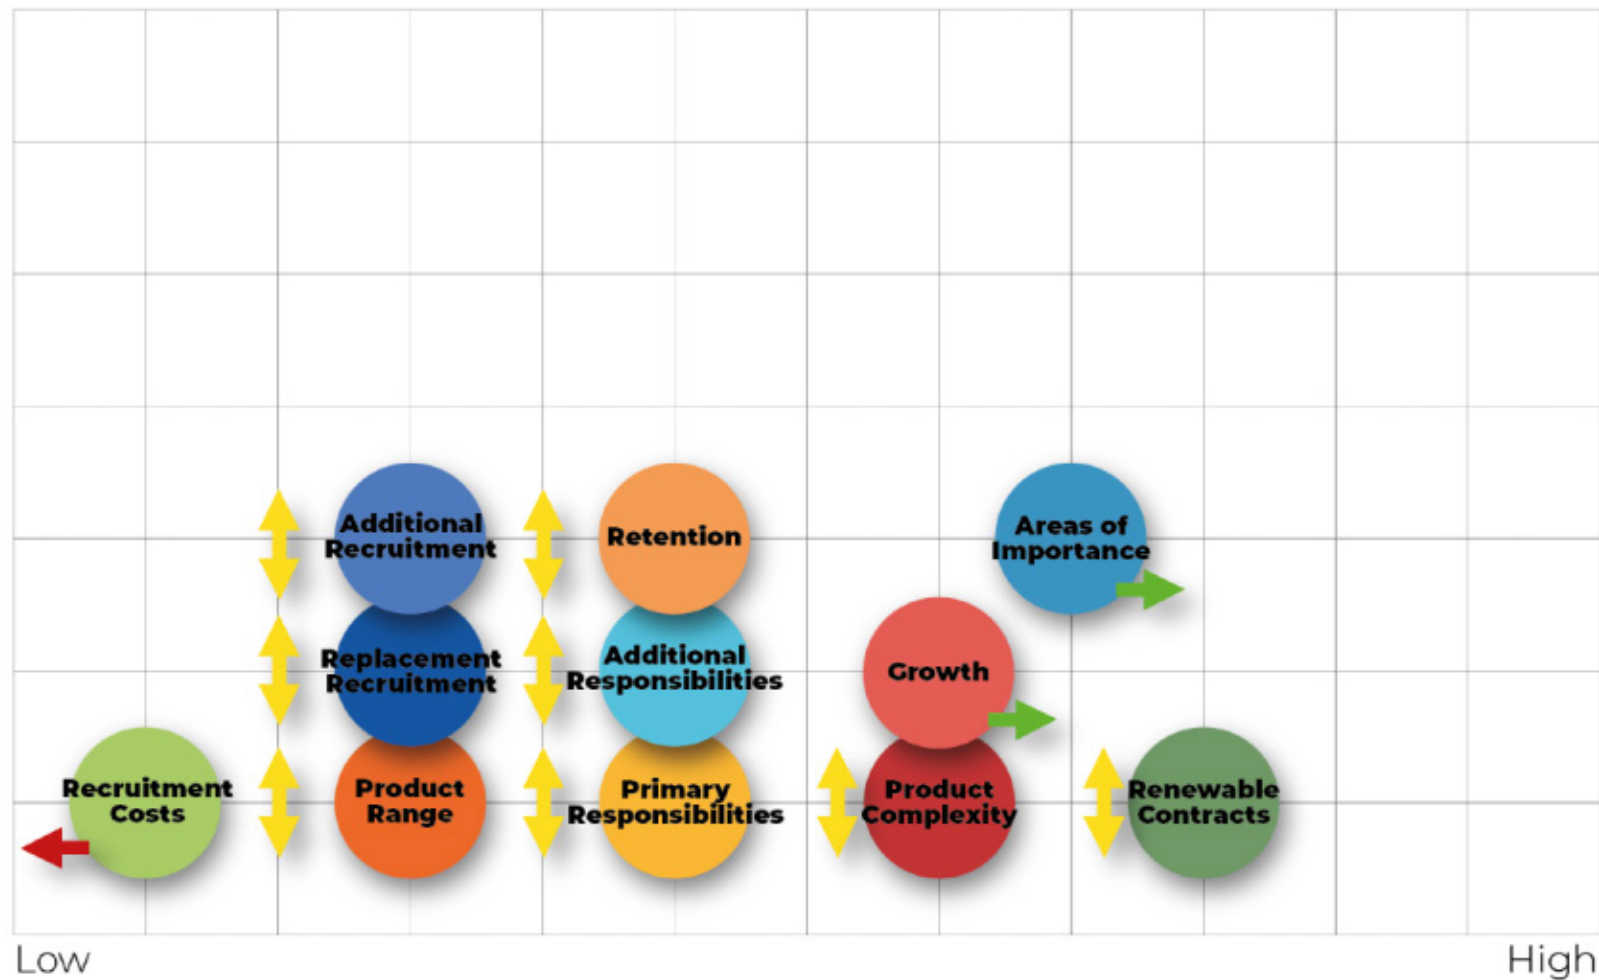 Additional
Recruitment
Retention
Areas of
Importance
Replacement
Recruitment
Additional
Responsibilities
Growth
Recruitment
Costs
Product
Range
Primary
Responsibilities
Product
Complexity
Renewable
Contracts
Low
High